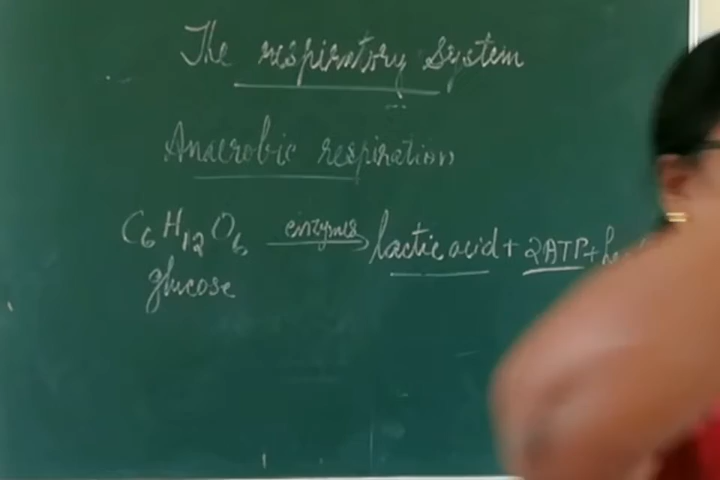 The respiratory System
Anaerobic respiration
C6H12O6 enzymes lactic acid + 2ATP +
glucose